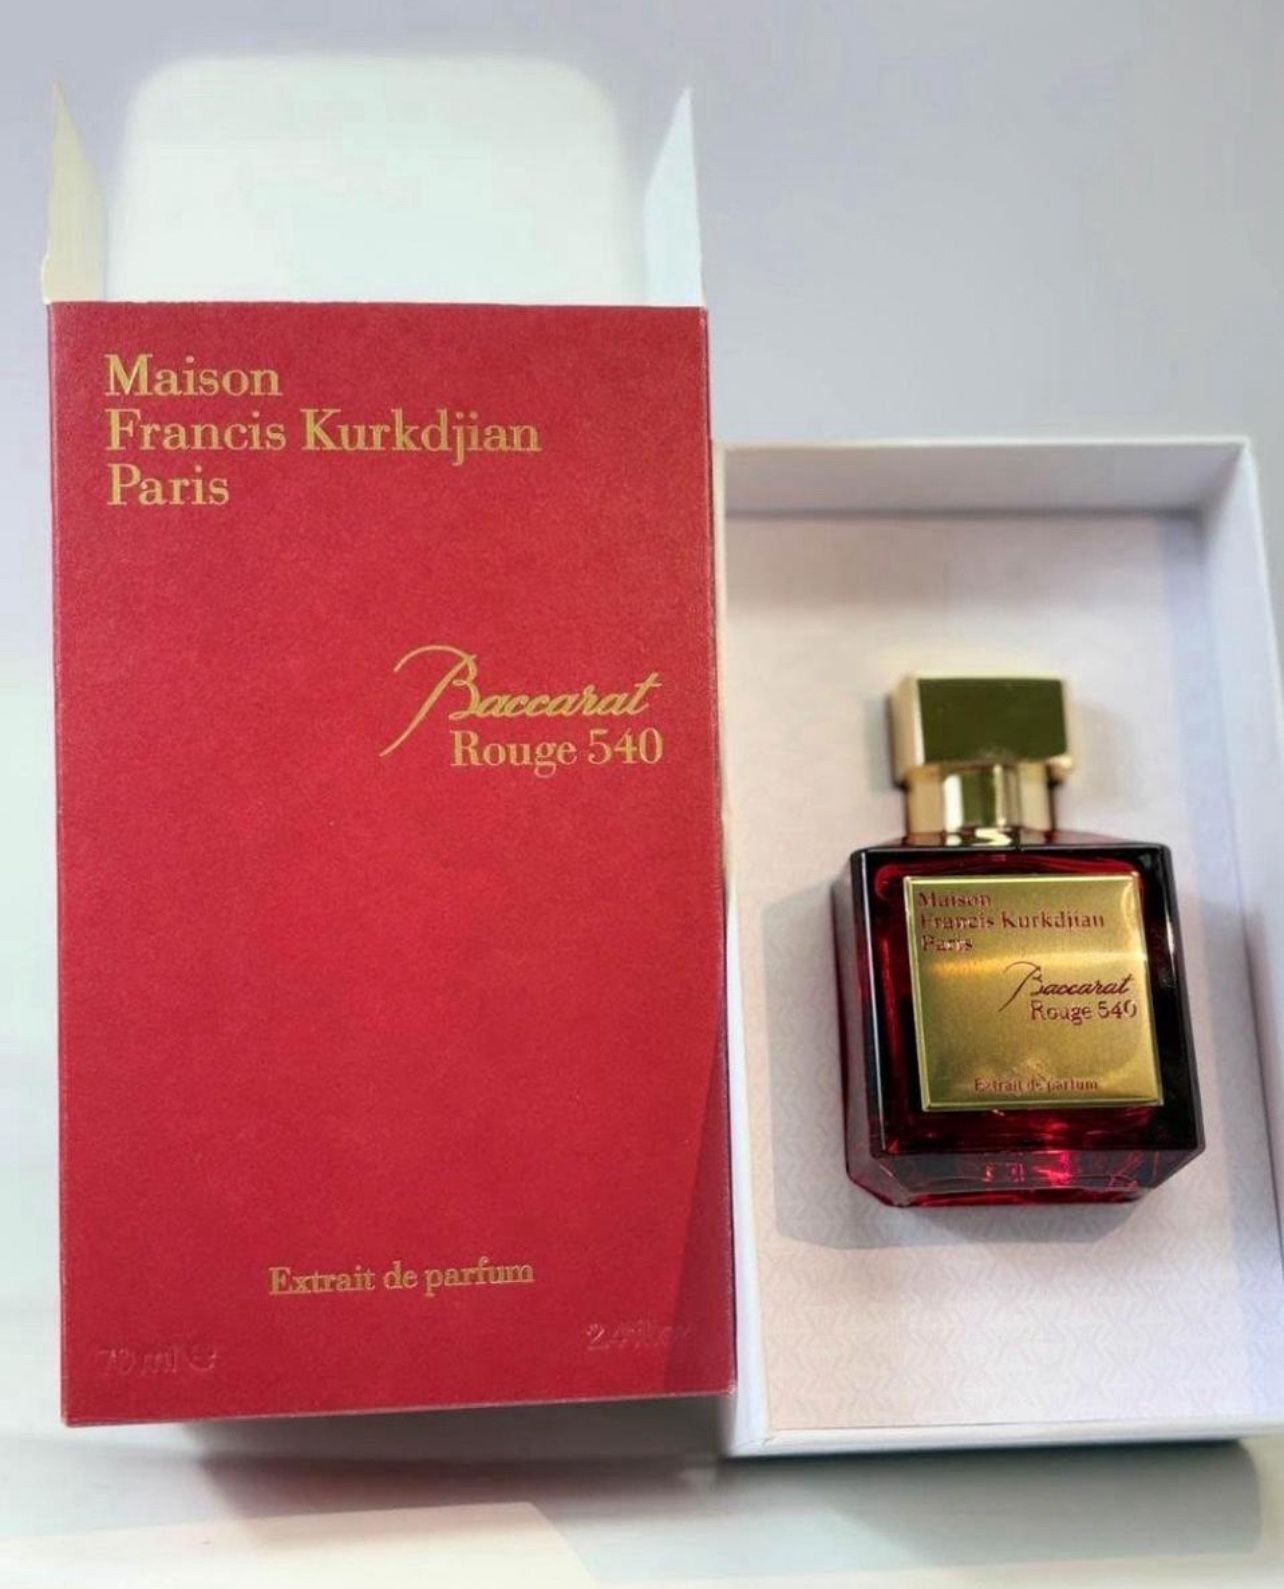 Maison
Francis Kurkdjian
Paris
Baccarat
Rouge 540
Extrait de parfum
Maison
Francis Kurkdjian
Paris
Baccarat
Rouge 540
Extrait de parfum